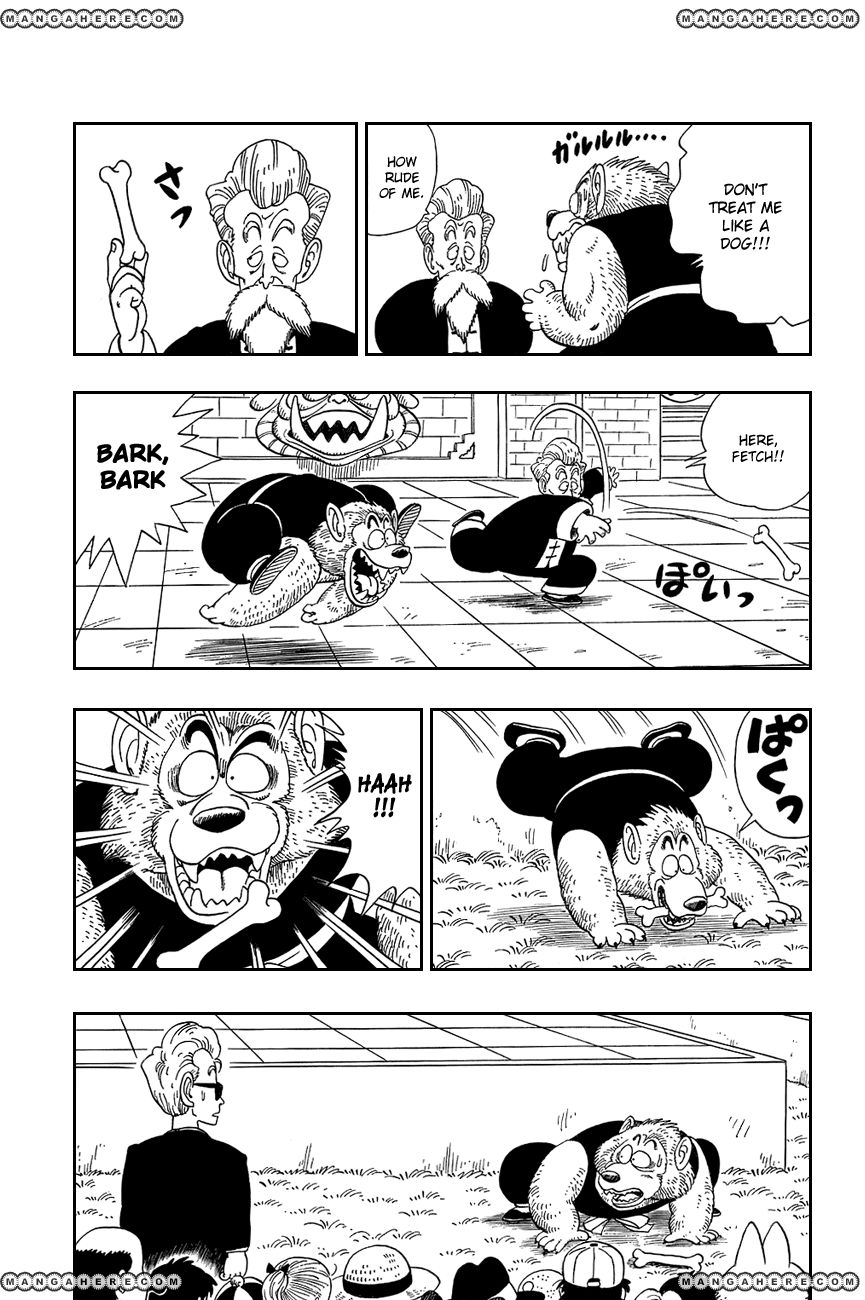 MANGAHERE.COM
MANGAHERE.COM
ガルルル....
DON'T
TREAT ME
LIKE A
DOG!!!
HOW
RUDE
OF ME.
さっ
HERE,
FETCH!!
ぽいっ
BARK,
BARK
HAAH
!!!
ぱくっ
MANGAHERE.COM
MANGAHERE.COM